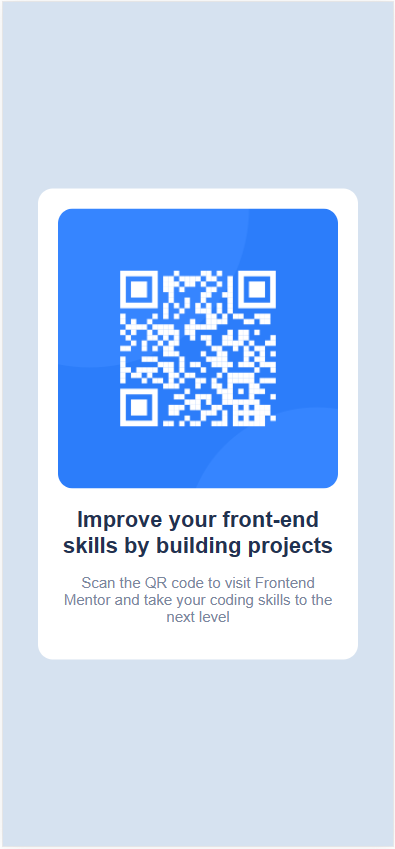 Improve your front-end
skills by building projects
Scan the QR code to visit Frontend
Mentor and take your coding skills to the
next level